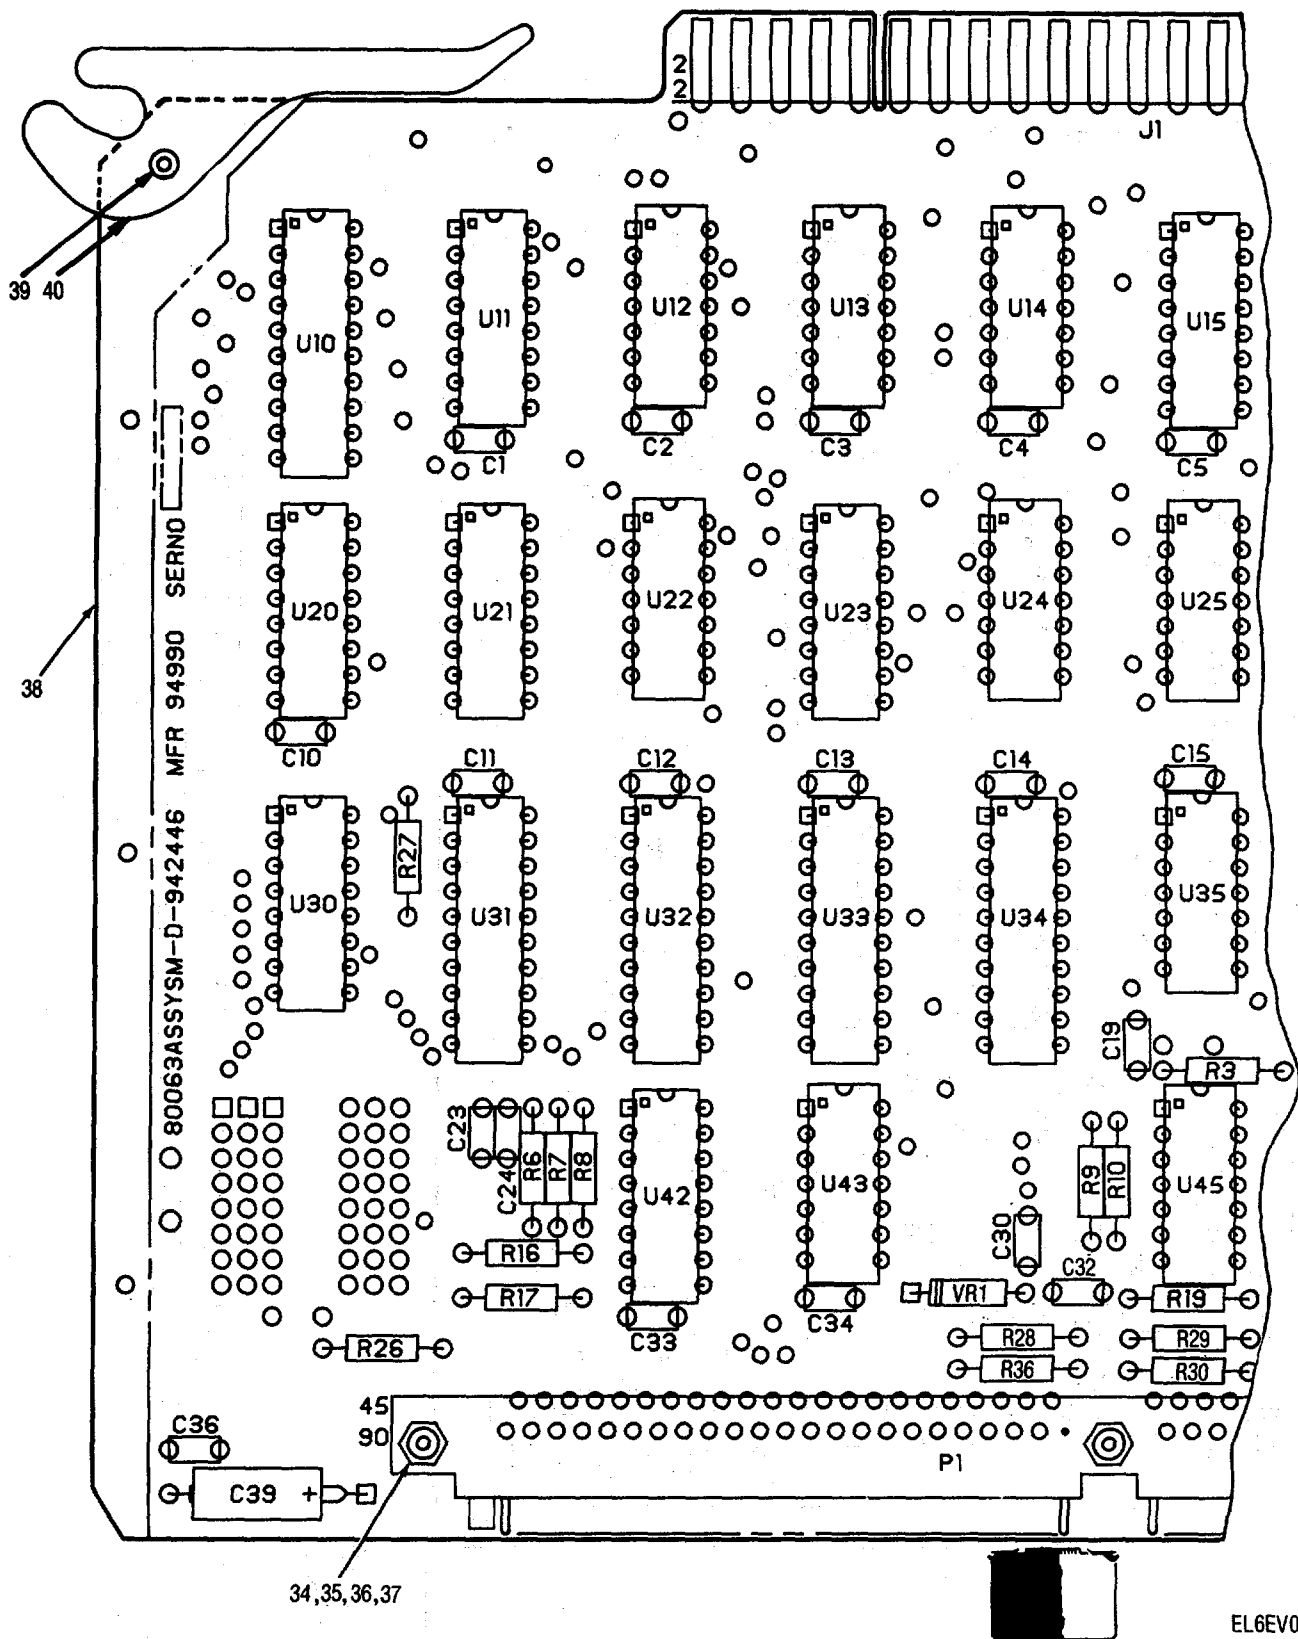 2
2
J1
39 40
U10
U11
U12
U13
U14
U15
C1
C2
C3
C4
C5
U20
U21
U22
U23
U24
U25
38
C10
C11
C12
C13
C14
C15
80063ASSYSM-D-942446 MFR 94990 SERNO
U30
R27
U31
U32
U33
U34
U35
C19
R3
C23
C24
R6
R7
R8
U42
U43
R9
R10
U45
C30
R16
C32
R17
VR1
R19
C33
C34
R26
R28
R29
R36
R30
45
90
C36
P1
C39 +
34,35,36,37
EL6EV0